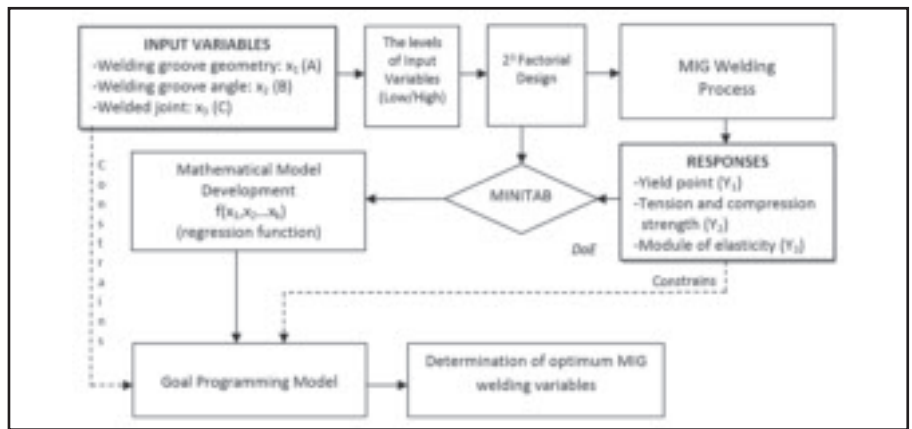 INPUT VARIABLES
-Welding groove geometry: x₁ (A)
-Welding groove angle: x₂ (B)
-Welded joint: x₃ (C)
The levels
of Input
Variables
(Low/High)
2³ Factorial
Design
MIG Welding
Process
RESPONSES
-Yield point (Y₁)
-Tension and compression
strength (Y₂)
-Module of elasticity (Y₃)
MINITAB
DoE
Mathematical Model
Development
f(x₁,x₂...xₖ)
(regression function)
Constrains
Constrains
Goal Programming Model
Determination of optimum MIG
welding variables